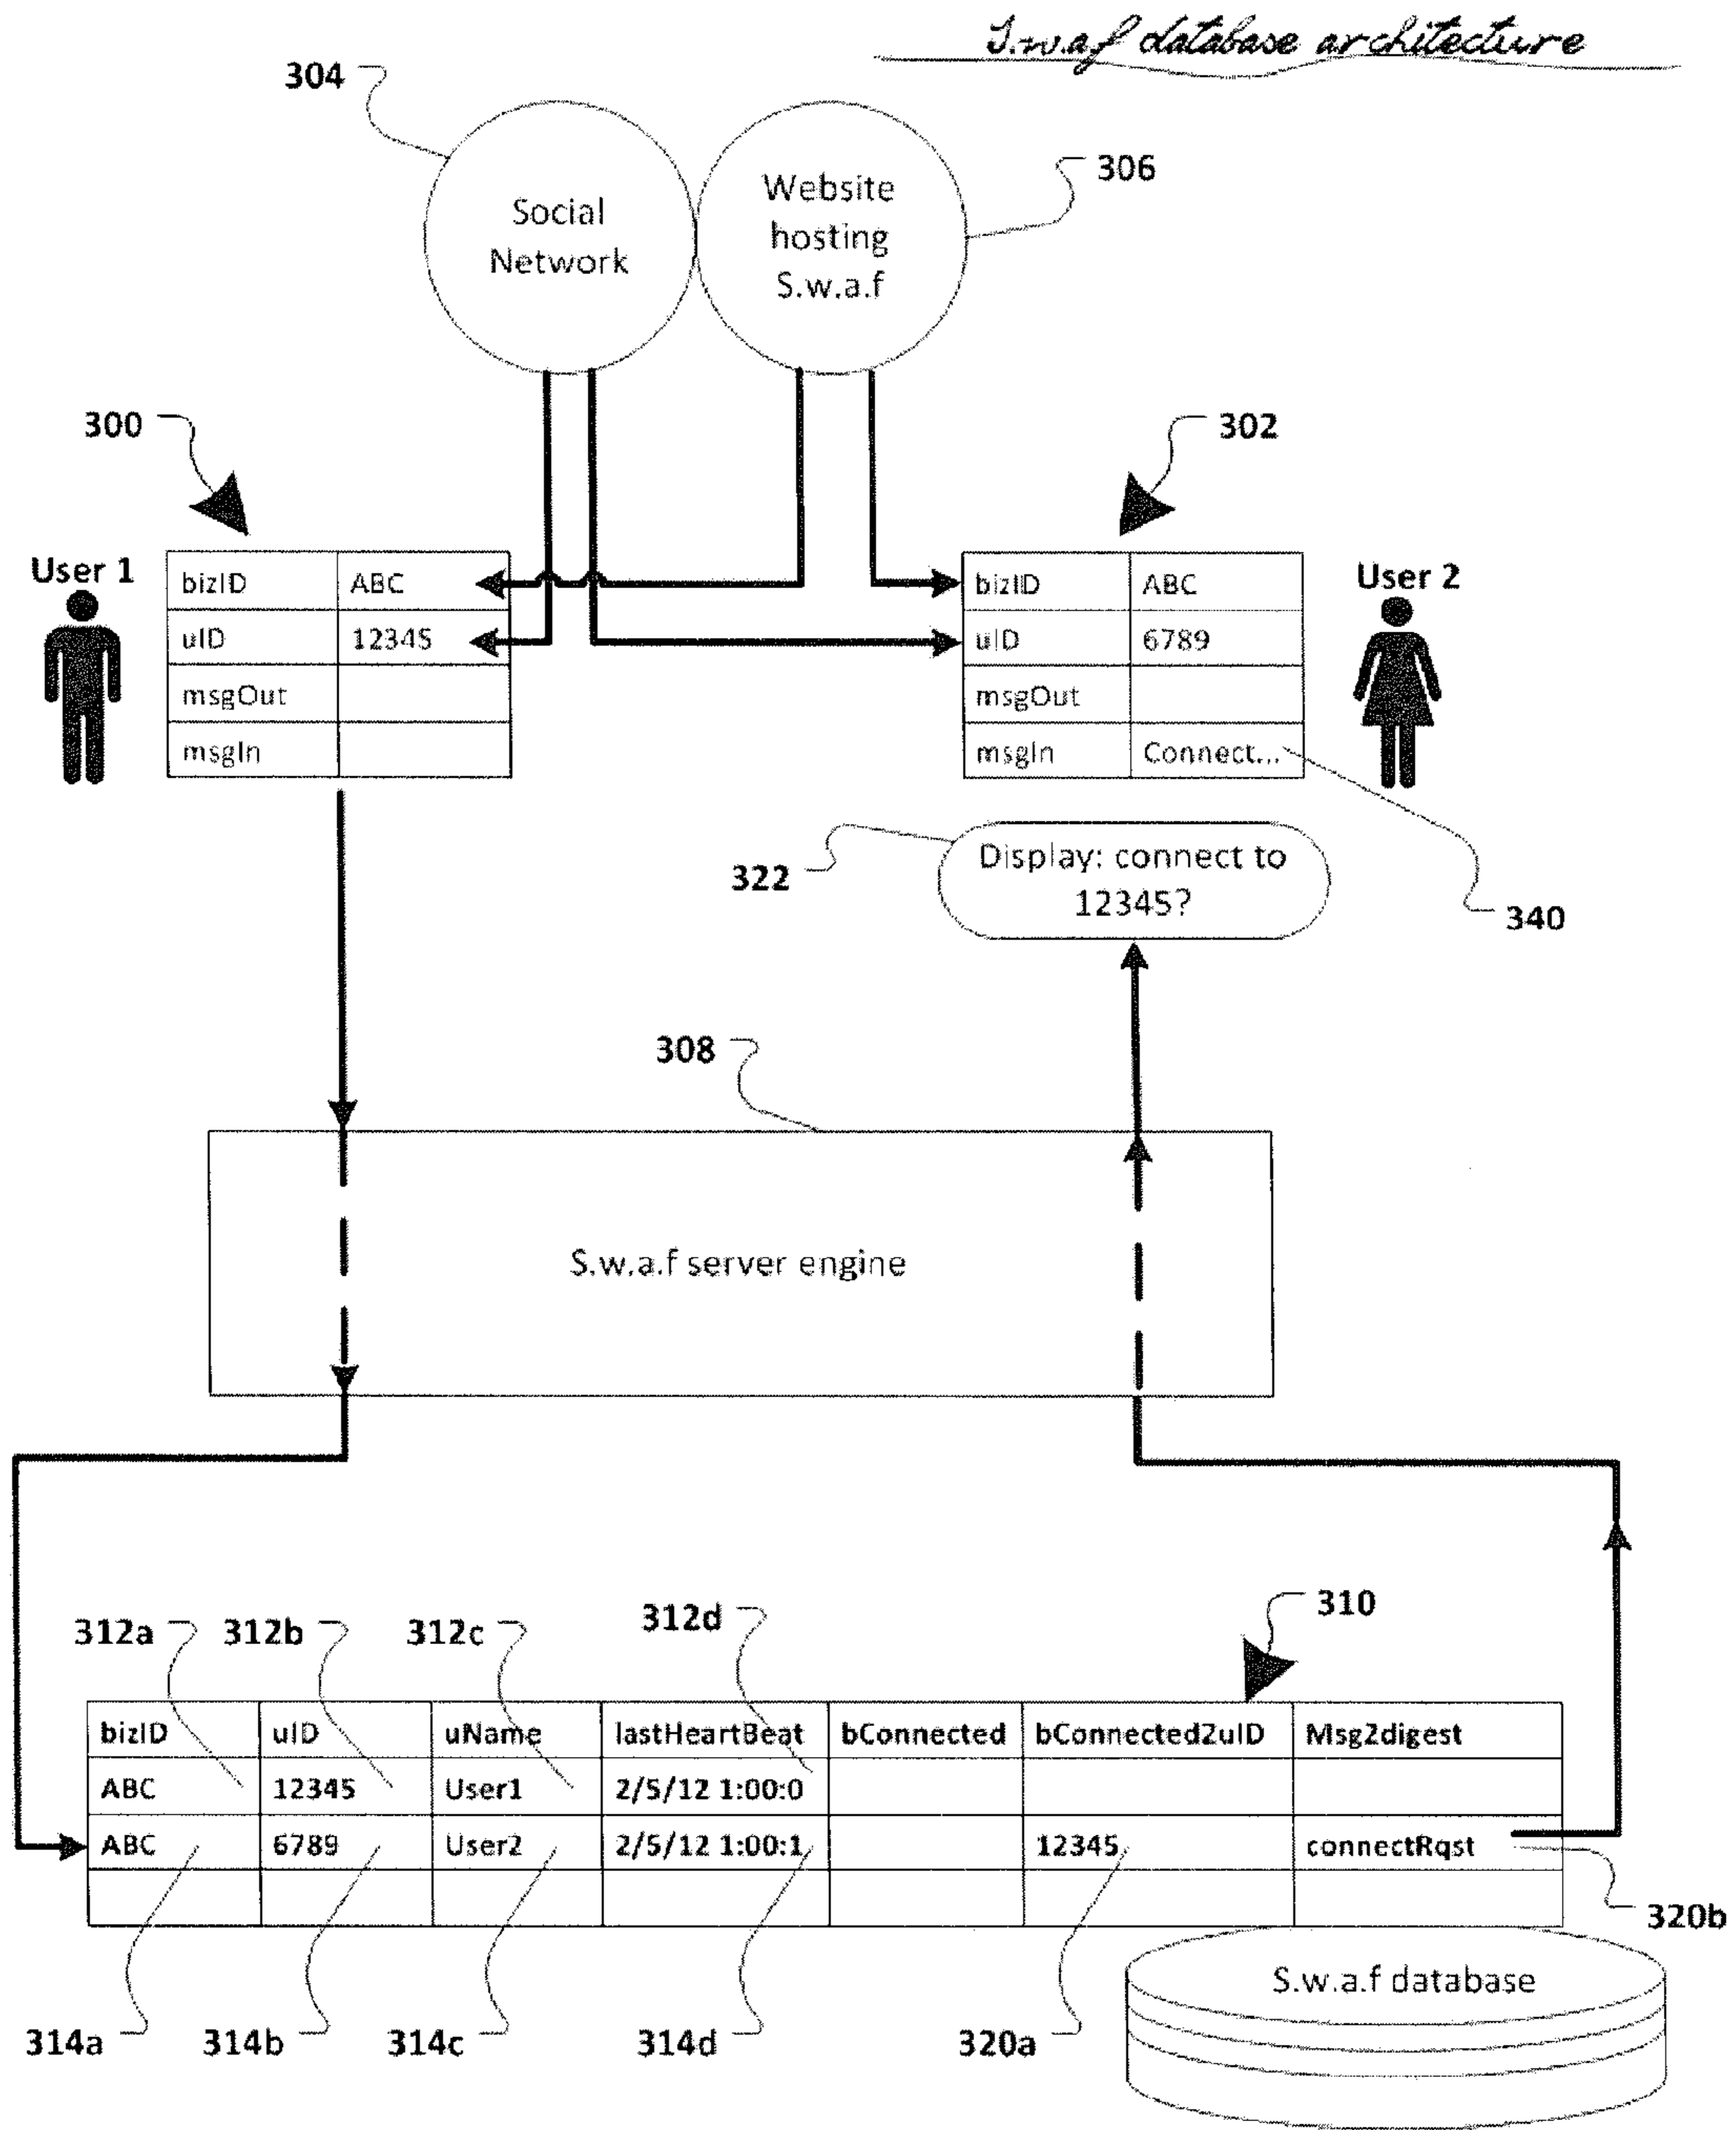 S.w.a.f database architecture
304
Social
Network
Website
hosting
S.w.a.f
306
300
302
User 1
bizID ABC
uID 12345
msgOut
msgIn
bizID ABC
uID 6789
msgOut
msgIn Connect...
User 2
322
Display: connect to
12345?
340
308
S.w.a.f server engine
310
312a 312b 312c 312d
bizID uID uName lastHeartBeat bConnected bConnected2uID Msg2digest
ABC 12345 User1 2/5/12 1:00:0
ABC 6789 User2 2/5/12 1:00:1 12345 connectRqst
320b
S.w.a.f database
314a 314b 314c 314d 320a